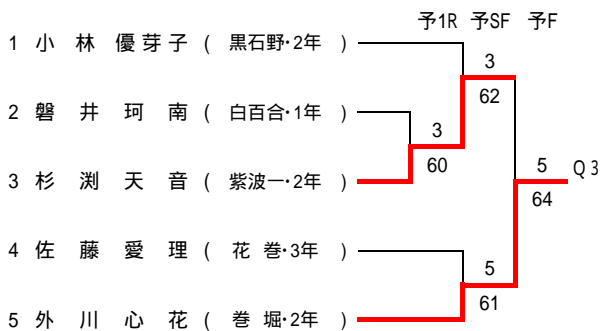 予1R 予SF 予F
1 小林優芽子 ( 黒石野・2年 )
3
62
2 磐井珂南 ( 白百合・1年 )
3
60
3 杉渕天音 ( 紫波一・2年 )
5
64
Q3
4 佐藤愛理 ( 花巻・3年 )
5
61
5 外川心花 ( 巻堀・2年 )